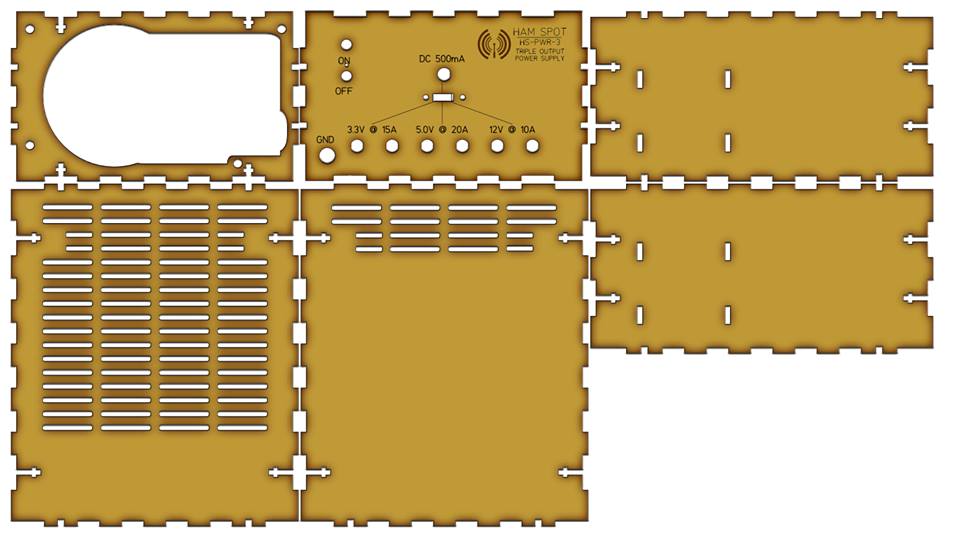 HAM SPOT
HS-PWR-3
TRIPLE OUTPUT
POWER SUPPLY
ON
OFF
DC 500mA
3.3V @ 15A 5.0V @ 20A 12V @ 10A
GND